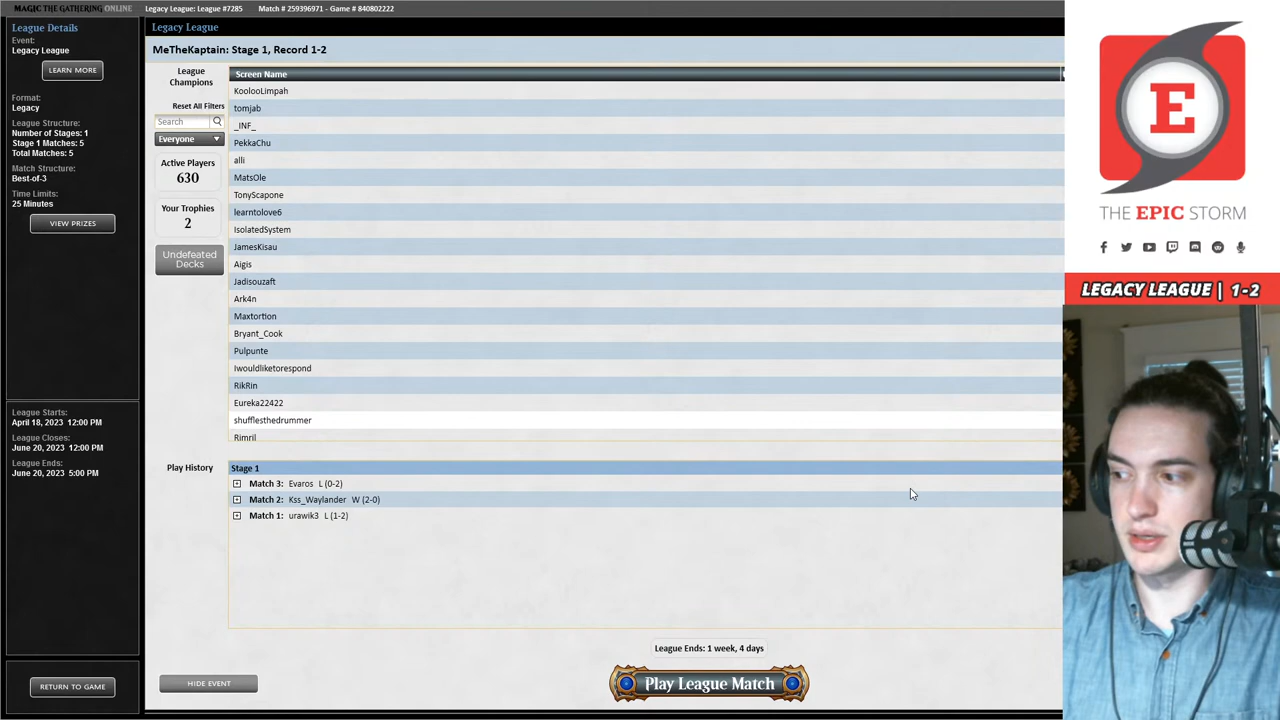 MAGIC THE GATHERING ONLINE
Legacy League: League #7285 Match # 259396971 - Game # 840802222
League Details
Event:
Legacy League
LEARN MORE
Format:
Legacy
League Structure:
Number of Stages: 1
Stage 1 Matches: 5
Total Matches: 5
Match Structure:
Best-of-3
Time Limits:
25 Minutes
VIEW PRIZES
League Starts:
April 18, 2023 12:00 PM
League Closes:
June 20, 2023 12:00 PM
League Ends:
June 20, 2023 5:00 PM
RETURN TO GAME
Legacy League
MeTheKaptain: Stage 1, Record 1-2
League
Champions
Reset All Filters
Search
Everyone
Active Players
630
Your Trophies
2
Undefeated
Decks
Screen Name
KoolooLimpah
tomjab
_INF_
PekkaChu
alli
MatsOle
TonyScapone
learntolove6
IsolatedSystem
JamesKisau
Aigis
Jadisouzaft
Ark4n
Maxtortion
Bryant_Cook
Pulpunte
Iwouldliketorespond
RikRin
Eureka22422
shufflesthedrummer
Rimril
Play History
Stage 1
Match 3: Evaros L (0-2)
Match 2: Kss_Waylander W (2-0)
Match 1: urawik3 L (1-2)
League Ends: 1 week, 4 days
HIDE EVENT
Play League Match
E
THE EPIC STORM
LEGACY LEAGUE | 1-2